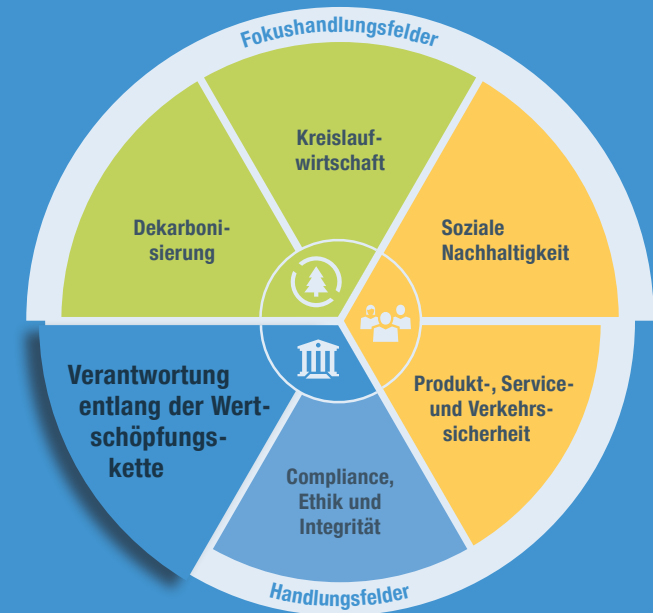 Fokushandlungsfelder
Kreislauf-
wirtschaft
Dekarboni-
sierung
Soziale
Nachhaltigkeit
Verantwortung
entlang der Wert-
schöpfungs-
kette
Produkt-, Service-
und Verkehrs-
sicherheit
Compliance,
Ethik und
Integrität
Handlungsfelder